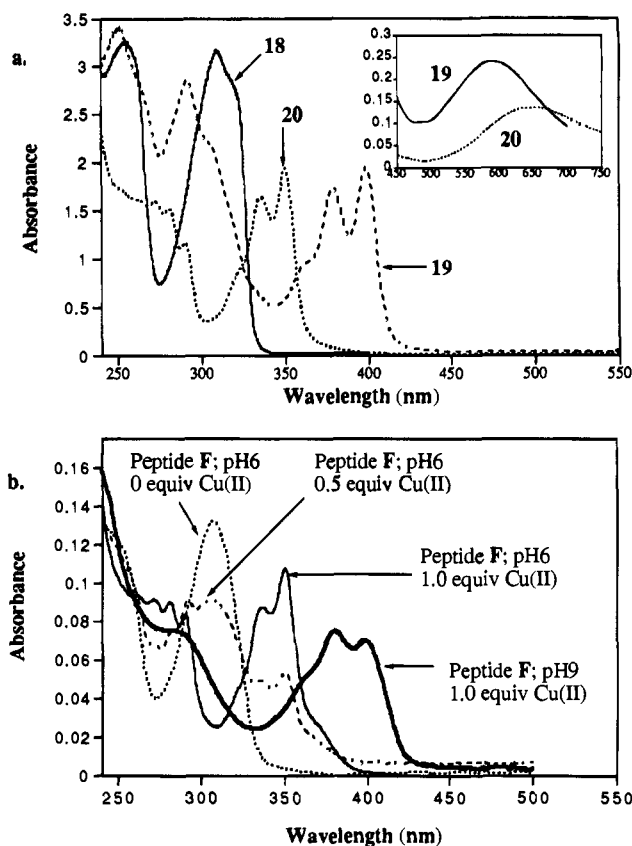 a.
3.5
3
2.5
2
1.5
1
0.5
0
Absorbance
18
20
19
250 300 350 400 450 500 550
Wavelength (nm)
0.3
0.25
0.2
0.15
0.1
0.05
0
19
20
450 500 550 600 650 700 750
b.
0.16
0.14
0.12
0.1
0.08
0.06
0.04
0.02
0
Absorbance
Peptide F; pH6
0 equiv Cu(II)
Peptide F; pH6
0.5 equiv Cu(II)
Peptide F; pH6
1.0 equiv Cu(II)
Peptide F; pH9
1.0 equiv Cu(II)
250 300 350 400 450 500
Wavelength (nm)